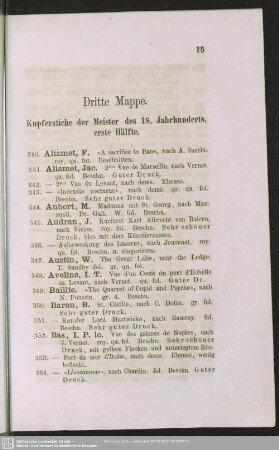 15
Dritte Mappe.
Kupferstiche der Meister des 18. Jahrhunderts,
erste Hälfte.
340. Aliamet, F. «A sacrifice to Pan», nach A. Sacchi.
roy. qu. fol. Beschnitten.
341. Aliamet, Jac. 2me Vue de Marseille, nach Vernet.
qu. fol. Beschn. Guter Druck.
342. — 2me Vue du Levant, nach dems. Ebenso.
343. — «Incendie nocturne», nach dems. gr. qu. fol.
Beschn. Sehr guter Druck.
344. Aubert, M. Madonna mit St. Georg, nach
Dr. Gall. W. fol. Beschn.
345. Audran, J. Kurfürst Karl Albrecht von Baiern,
nach Vivien. roy. fol. Beschn. Sehr schöner
Druck, blos mit dem Künstlernamen.
346. — «Auferweckung des Lazarus», nach Jouvenet. roy.
qu. fol. Beschn. u. eingerissen.
347. Austin, W. The Great Lake, near the Lodge.
T. Sandby del. gr. qu. fol.
348. Aveline, I. T. Vue d'un Costé du port d'Echelle
au Levant, nach Vernet. qu. fol. Guter Dr.
349. Baillie. «The Quarrel of Cupid and Psyche», nach
N. Poussin. gr. 4. Beschn.
350. Baron, B. St. Cecilie, nach C. Dolce. gr. fol.
Sehr guter Druck.
351. — Kanzler Lord Hartwicke, nach Ramsay. fol.
Beschn. Sehr guter Druck.
352. Bas, I. P. le. Vue des galeres de Naples, nach
J. Vernet. roy. qu. fol. Beschn. Sehr schöner
Druck, mit gelben Flecken und unterlegten
353. — Port de mer d'Italie, nach dems. Ebenso, wenig
befleckt.
354. — «L'économe», nach Chardin. fol. Beschn. Guter
Druck.